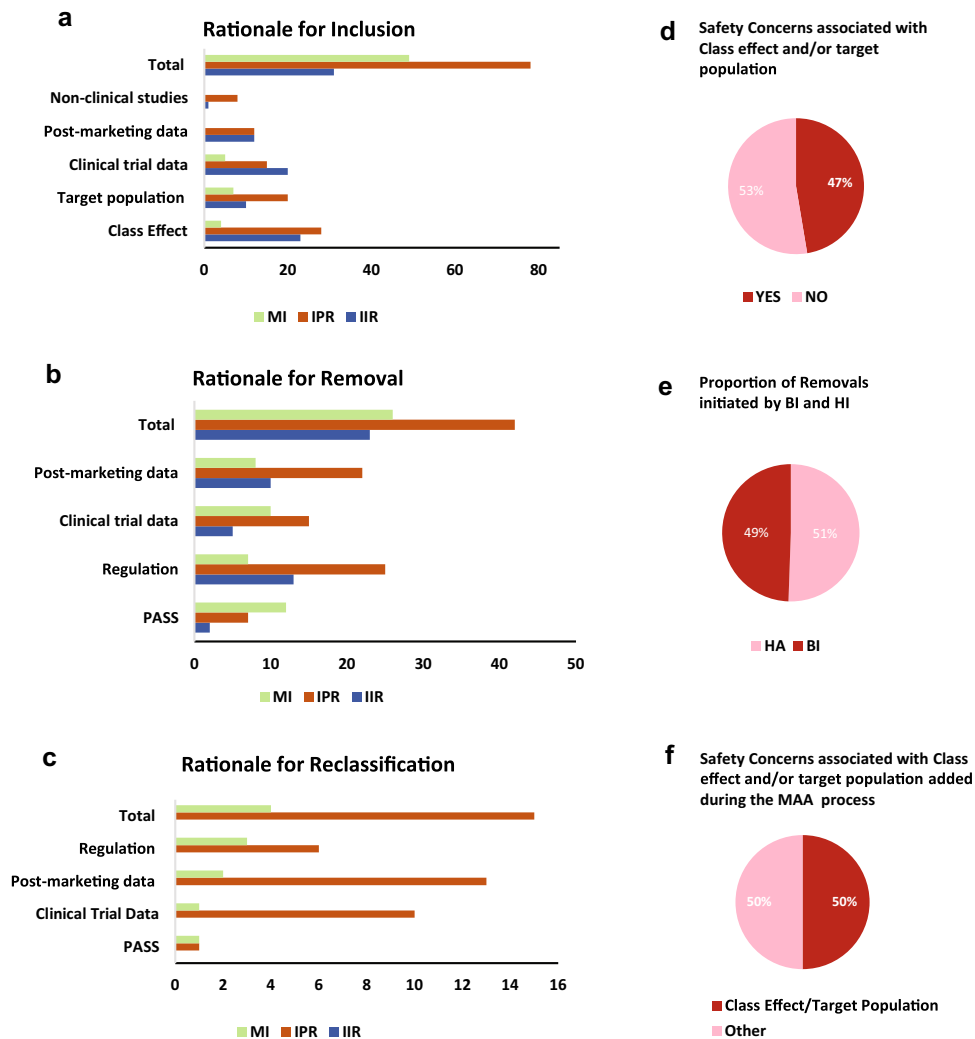 a
Rationale for Inclusion
Total
Non-clinical studies
Post-marketing data
Clinical trial data
Target population
Class Effect
0 20 40 60 80
MI IPR IIR
b
Rationale for Removal
Total
Post-marketing data
Clinical trial data
Regulation
PASS
0 10 20 30 40 50
MI IPR IIR
c
Rationale for Reclassification
Total
Regulation
Post-marketing data
Clinical Trial Data
PASS
0 2 4 6 8 10 12 14 16
MI IPR IIR
d
Safety Concerns associated with
Class effect and/or target
population
53% 47%
YES NO
e
Proportion of Removals
initiated by BI and HI
49% 51%
HA BI
f
Safety Concerns associated with Class
effect and/or target population added
during the MAA process
50% 50%
Class Effect/Target Population
Other